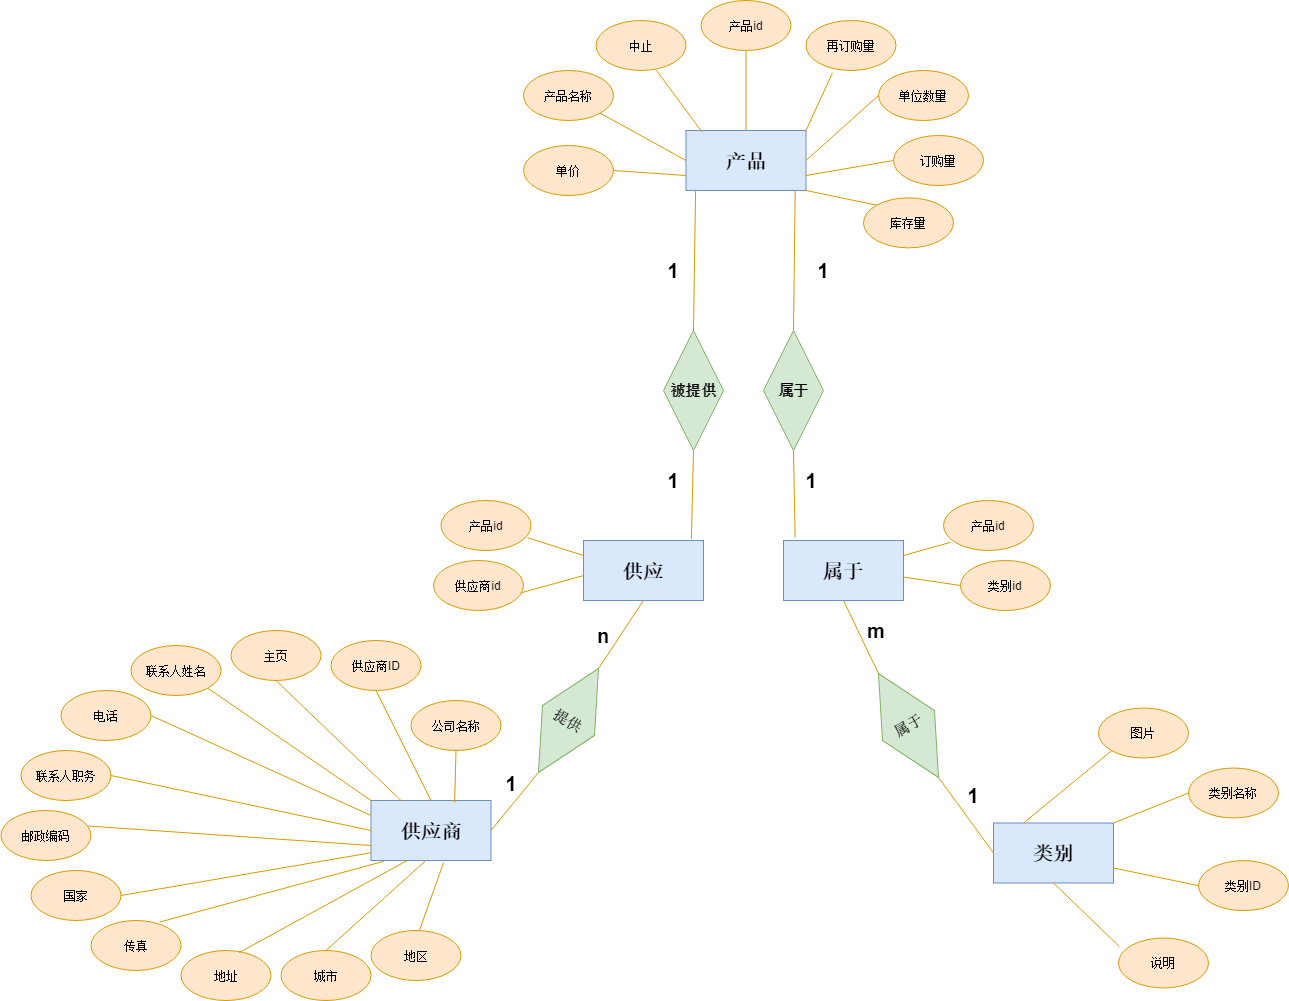 产品id
中止
再订购量
产品名称
单位数量
单价
产品
订购量
库存量
1
1
被提供
属于
1
1
产品id
产品id
供应
属于
供应商id
类别id
n
m
主页
供应商ID
联系人姓名
电话
公司名称
提供
属于
图片
联系人职务
1
1
类别名称
邮政编码
供应商
类别
国家
类别ID
传真
地区
地址
城市
说明